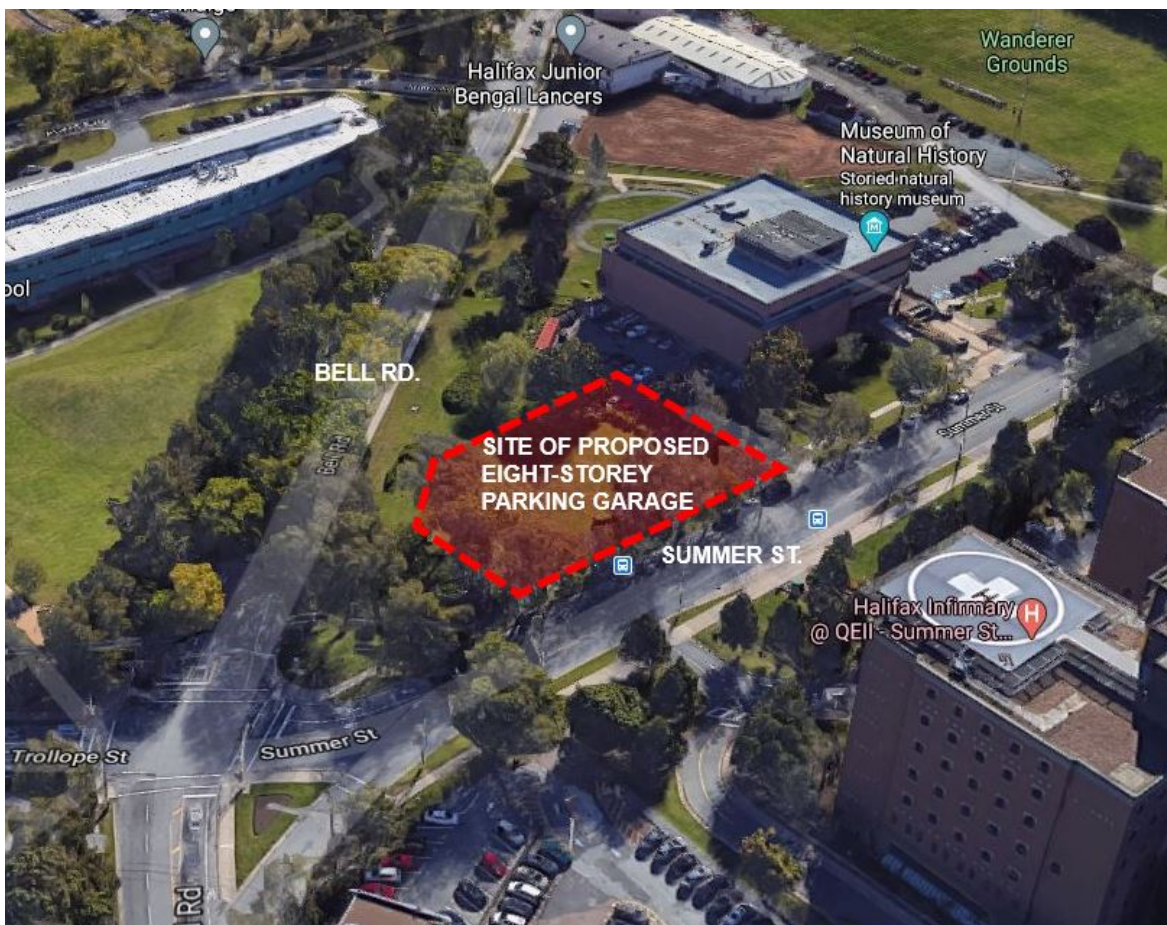 Halifax Junior
Bengal Lancers
Wanderer
Grounds
Museum of
Natural History
Storied natural
history museum
M
ool
BELL RD.
Bell Rd
SITE OF PROPOSED
EIGHT-STOREY
PARKING GARAGE
Summer St
SUMMER ST.
H
Halifax Infirmary
@ QEII - Summer St...
H
Summer St
Trollope St
Rd